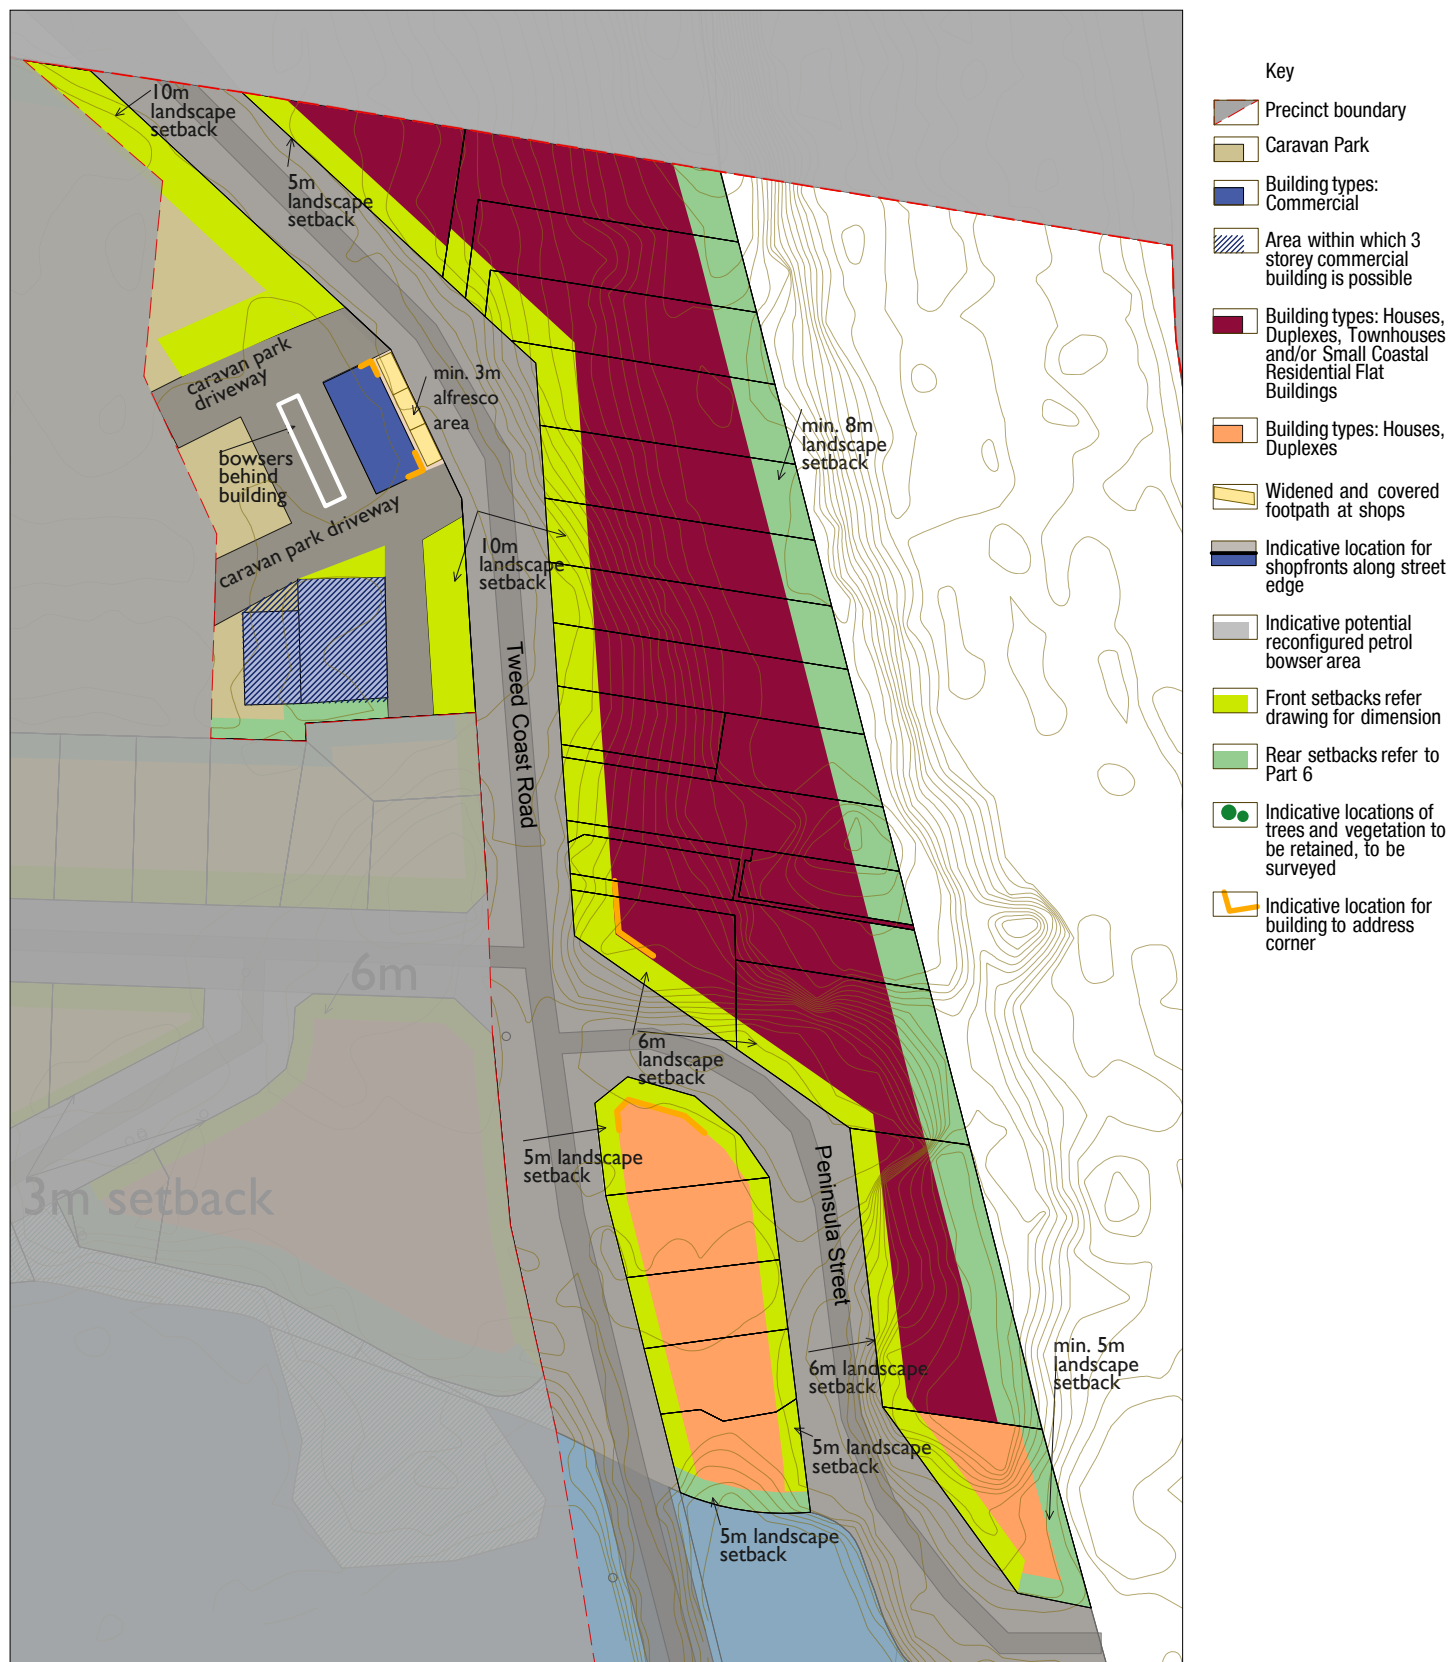 10m
landscape
setback
5m
landscape
setback
caravan park
driveway
min. 3m
alfresco
area
bowsers
behind
building
caravan park driveway
min. 8m
landscape
setback
10m
landscape
setback
Tweed Coast Road
6m
6m
landscape
setback
3m setback
5m landscape
setback
Peninsula Street
6m landscape
setback
min. 5m
landscape
setback
5m landscape
setback
5m landscape
setback
Key
Precinct boundary
Caravan Park
Building types:
Commercial
Area within which 3
storey commercial
building is possible
Building types: Houses,
Duplexes, Townhouses
and/or Small Coastal
Residential Flat
Buildings
Building types: Houses,
Duplexes
Widened and covered
footpath at shops
Indicative location for
shopfronts along street
edge
Indicative potential
reconfigured petrol
bowser area
Front setbacks refer
drawing for dimension
Rear setbacks refer to
Part 6
Indicative locations of
trees and vegetation to
be retained, to be
surveyed
Indicative location for
building to address
corner